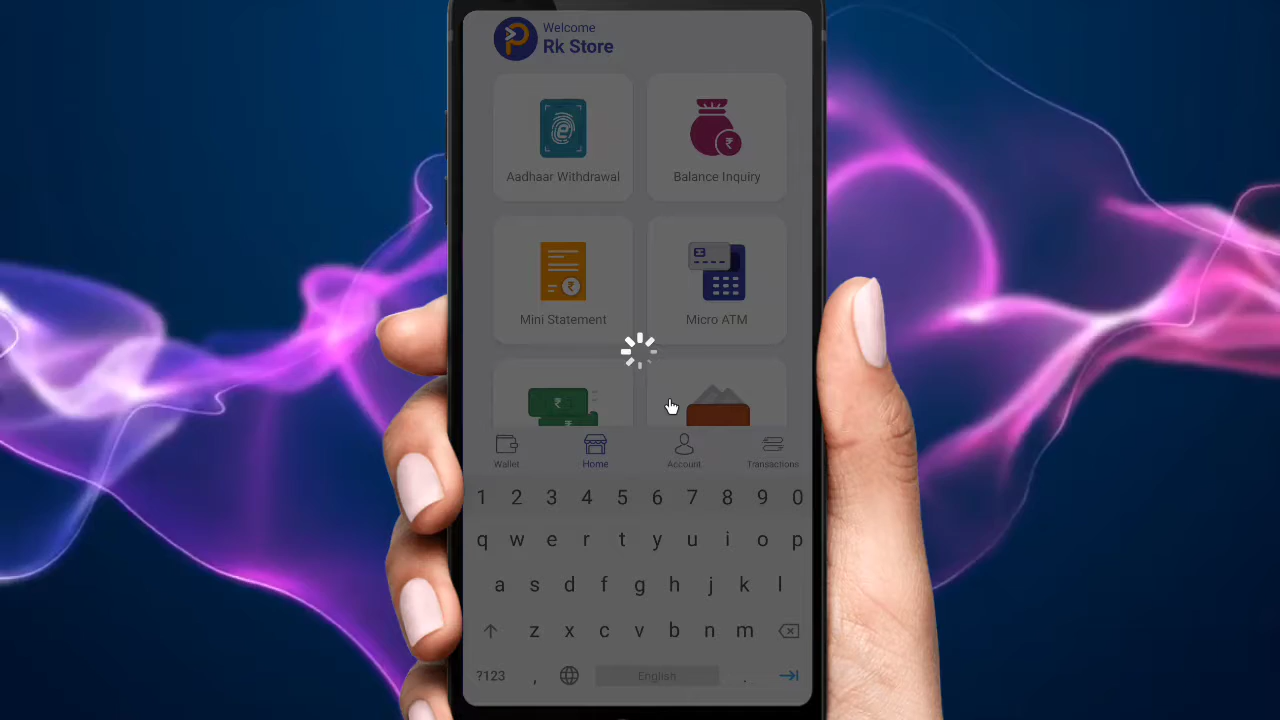 Welcome
Rk Store
Aadhaar Withdrawal
Balance Inquiry
Mini Statement
Micro ATM
Wallet
Home
Account
Transactions
1 2 3 4 5 6 7 8 9 0
q w e r t y u i o p
a s d f g h j k l
z x c v b n m
?123 , English .